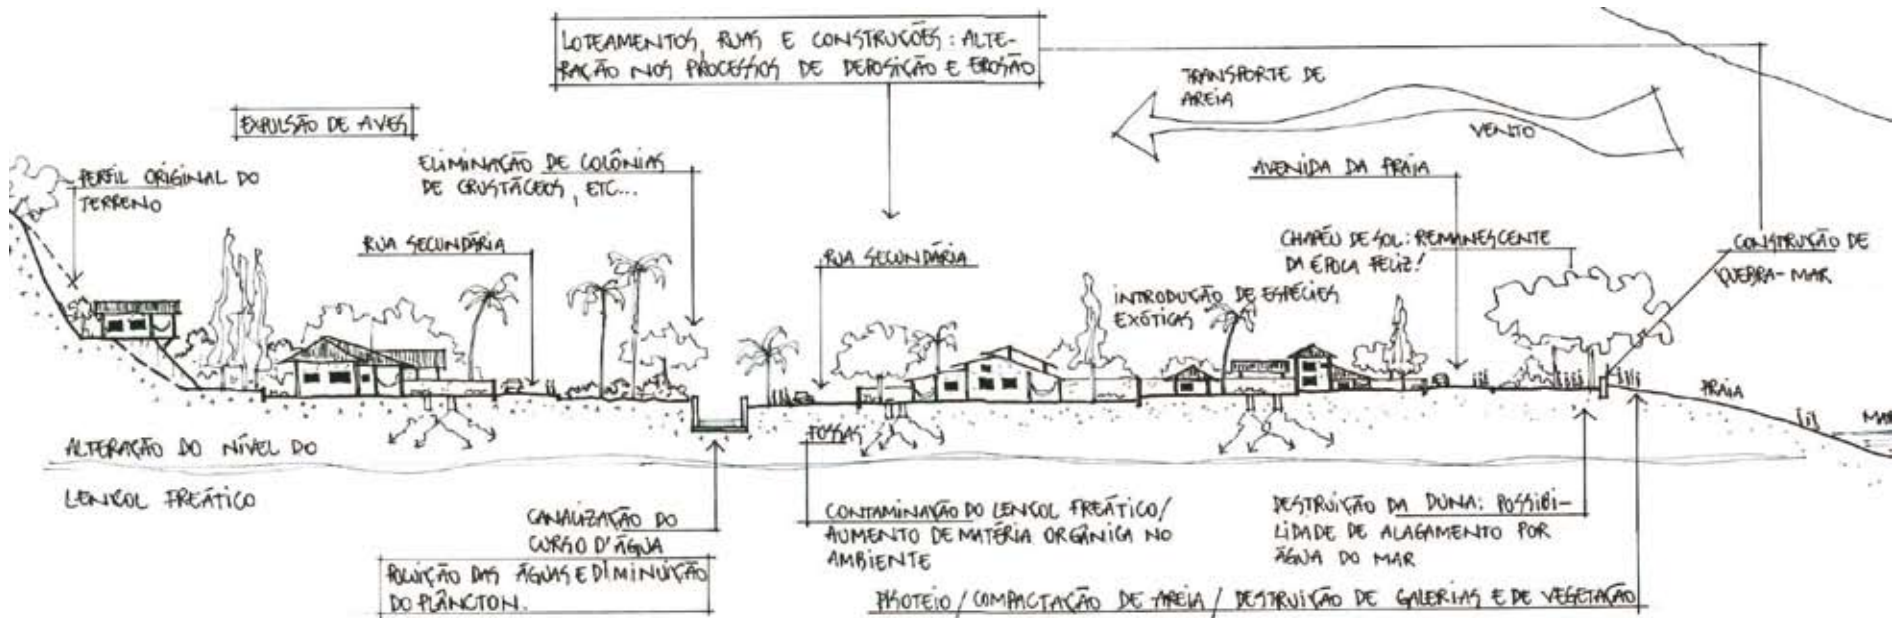 LOTEAMENTOS, RUAS E CONSTRUÇÕES: ALTE-
RAÇÃO NOS PROCESSOS DE DEPOSIÇÃO E EROSÃO
TRANSPORTE DE
AREIA
VENTO
EXPULSÃO DE AVES
PERFIL ORIGINAL DO
TERRENO
ELIMINAÇÃO DE COLÔNIAS
DE CRUSTÁCEOS, ETC...
AVENIDA DA PRAIA
RUA SECUNDÁRIA
RUA SECUNDÁRIA
CHAPÉU DE SOL: REMANESCENTE
DA ÉPOCA FELIZ!
CONSTRUÇÃO DE
QUEBRA-MAR
INTRODUÇÃO DE ESPÉCIES
EXÓTICAS
PRAIA
MAR
FOSSAS
ALTERAÇÃO DO NÍVEL DO
LENÇOL FREÁTICO
CANALIZAÇÃO DO
CURSO D'ÁGUA
POLUIÇÃO DAS ÁGUAS E DIMINUIÇÃO
DO PLÂNCTON.
CONTAMINAÇÃO DO LENÇOL FREÁTICO/
AUMENTO DE MATÉRIA ORGÂNICA NO
AMBIENTE
DESTRUIÇÃO DA DUNA: POSSIBI-
LIDADE DE ALAGAMENTO POR
ÁGUA DO MAR
PISOTEIO / COMPACTAÇÃO DE AREIA / DESTRUIÇÃO DE GALERIAS E DE VEGETAÇÃO